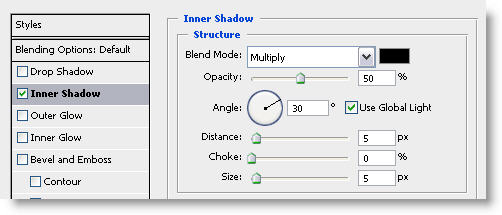 Styles
Blending Options: Default
Drop Shadow
Inner Shadow
Outer Glow
Inner Glow
Bevel and Emboss
Contour
Inner Shadow
Structure
Blend Mode: Multiply
Opacity: 50 %
Angle: 30 ° Use Global Light
Distance: 5 px
Choke: 0 %
Size: 5 px